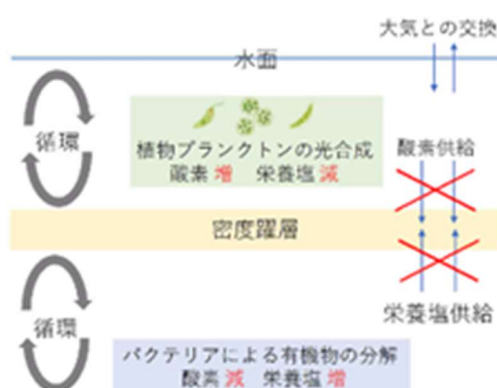 大気との交換
水面
循環
植物プランクトンの光合成
酸素増 栄養塩減
酸素供給
密度躍層
循環
栄養塩供給
バクテリアによる有機物の分解
酸素減 栄養塩増